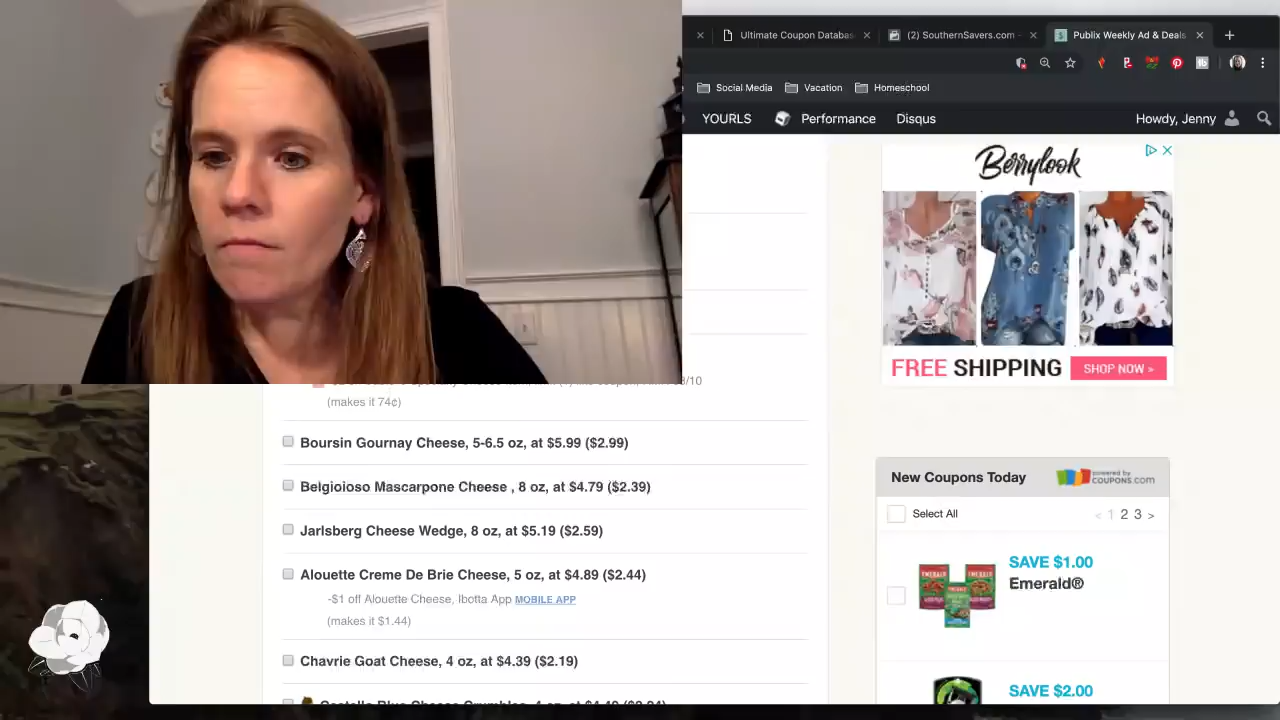 Ultimate Coupon Databas
(2) SouthernSavers.com -
Publix Weekly Ad & Deals
Social Media
Vacation
Homeschool
YOURLS
Performance
Disqus
Howdy, Jenny
Berrylook
FREE SHIPPING
SHOP NOW >
/10
(makes it 74¢)
Boursin Gournay Cheese, 5-6.5 oz, at $5.99 ($2.99)
Belgioioso Mascarpone Cheese , 8 oz, at $4.79 ($2.39)
Jarlsberg Cheese Wedge, 8 oz, at $5.19 ($2.59)
Alouette Creme De Brie Cheese, 5 oz, at $4.89 ($2.44)
-$1 off Alouette Cheese, Ibotta App MOBILE APP
(makes it $1.44)
Chavrie Goat Cheese, 4 oz, at $4.39 ($2.19)
New Coupons Today
powered by
COUPONS.com
Select All
< 1 2 3 >
SAVE $1.00
Emerald®
EMERALD
EMERALD
EMERALD
SAVE $2.00